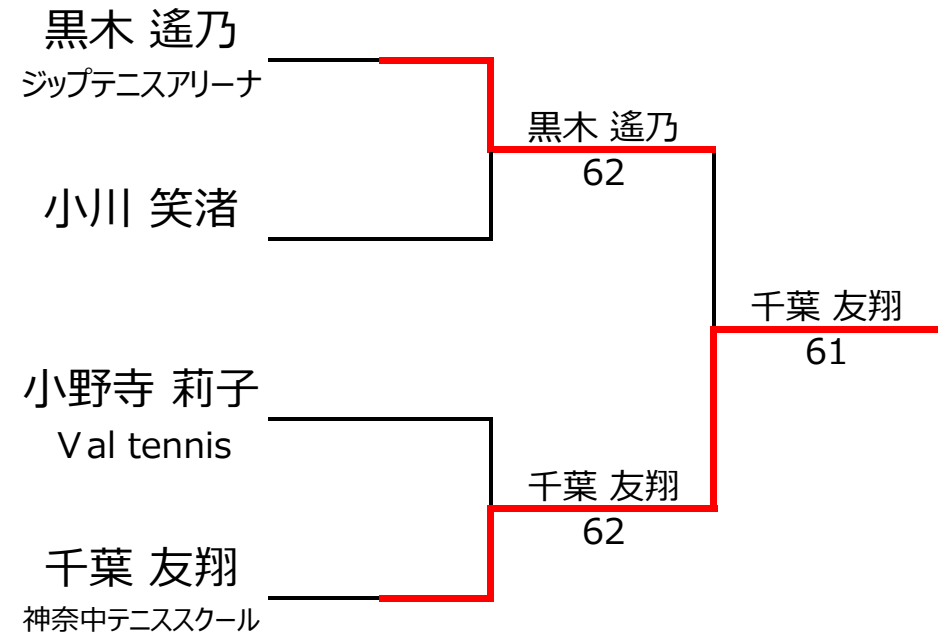 黒木 遙乃
ジップテニスアリーナ
黒木 遙乃
62
小川 笑渚
千葉 友翔
61
小野寺 莉子
Val tennis
千葉 友翔
62
千葉 友翔
神奈中テニススクール